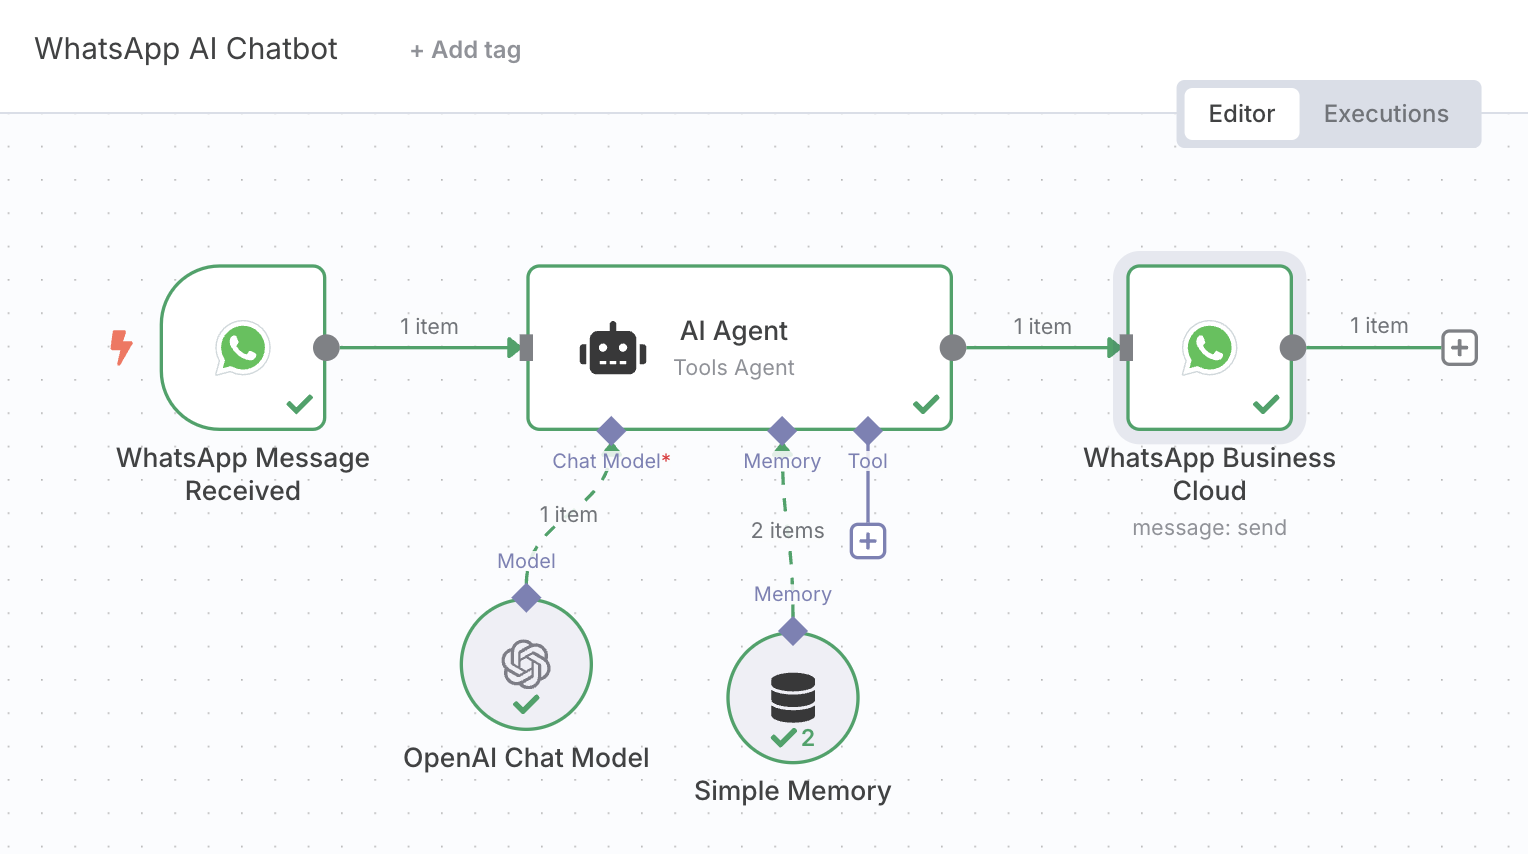 WhatsApp AI Chatbot
+ Add tag
Editor
Executions
1 item
AI Agent
Tools Agent
1 item
1 item
WhatsApp Message
Received
Chat Model*
Memory
Tool
WhatsApp Business
Cloud
message: send
1 item
2 items
Model
Memory
2
OpenAI Chat Model
Simple Memory